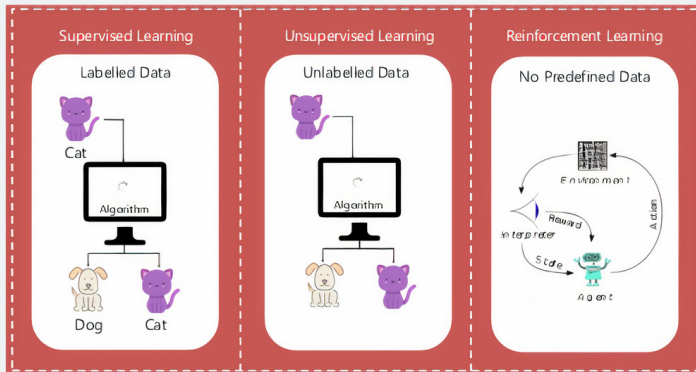 Supervised Learning
Labelled Data
Cat
Algorithm
Dog
Cat
Unsupervised Learning
Unlabelled Data
Algorithm
Reinforcement Learning
No Predefined Data
Environment
Reward
Interpreter
State
Action
Agent